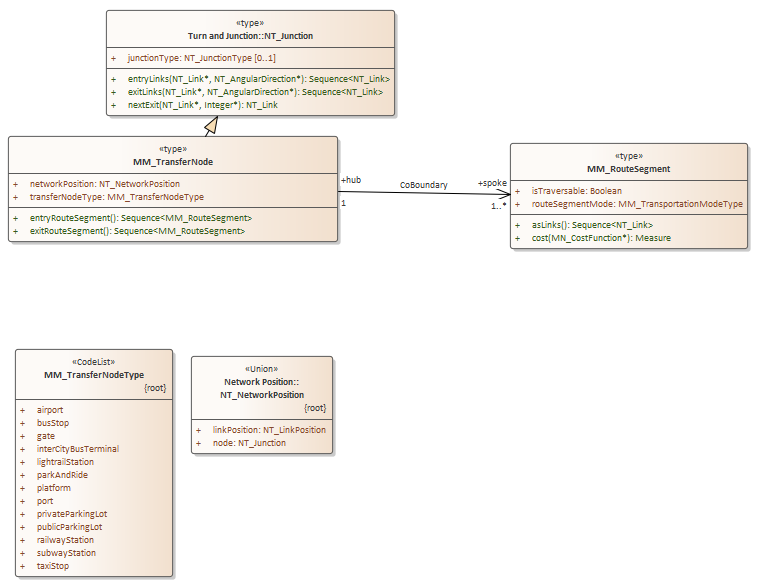 «type»
Turn and Junction::NT_Junction
+ junctionType: NT_JunctionType [0..1]
+ entryLinks(NT_Link*, NT_AngularDirection*): Sequence<NT_Link>
+ exitLinks(NT_Link*, NT_AngularDirection*): Sequence<NT_Link>
+ nextExit(NT_Link*, Integer*): NT_Link
«type»
MM_TransferNode
+ networkPosition: NT_NetworkPosition
+ transferNodeType: MM_TransferNodeType
+ entryRouteSegment(): Sequence<MM_RouteSegment>
+ exitRouteSegment(): Sequence<MM_RouteSegment>
+hub
1
CoBoundary
+spoke
1..*
«type»
MM_RouteSegment
+ isTraversable: Boolean
+ routeSegmentMode: MM_TransportationModeType
+ asLinks(): Sequence<NT_Link>
+ cost(MN_CostFunction*): Measure
«CodeList»
MM_TransferNodeType
{root}
+ airport
+ busStop
+ gate
+ interCityBusTerminal
+ lightrailStation
+ parkAndRide
+ platform
+ port
+ privateParkingLot
+ publicParkingLot
+ railwayStation
+ subwayStation
+ taxiStop
«Union»
Network Position::
NT_NetworkPosition
{root}
+ linkPosition: NT_LinkPosition
+ node: NT_Junction